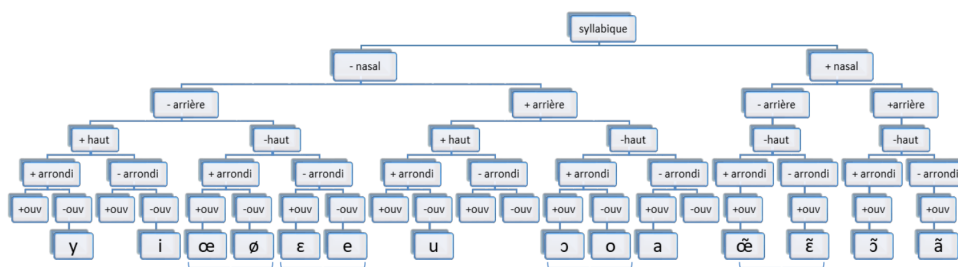 syllabique
- nasal + nasal
- arrière + arrière - arrière +arrière
+ haut -haut + haut -haut -haut -haut
+ arrondi - arrondi + arrondi - arrondi + arrondi - arrondi + arrondi - arrondi + arrondi - arrondi + arrondi - arrondi
+ouv -ouv +ouv -ouv +ouv -ouv +ouv -ouv +ouv -ouv +ouv -ouv +ouv -ouv +ouv -ouv +ouv +ouv +ouv +ouv
y i œ ø ɛ e u ɔ o a œ̃ ɛ̃ ɔ̃ ã